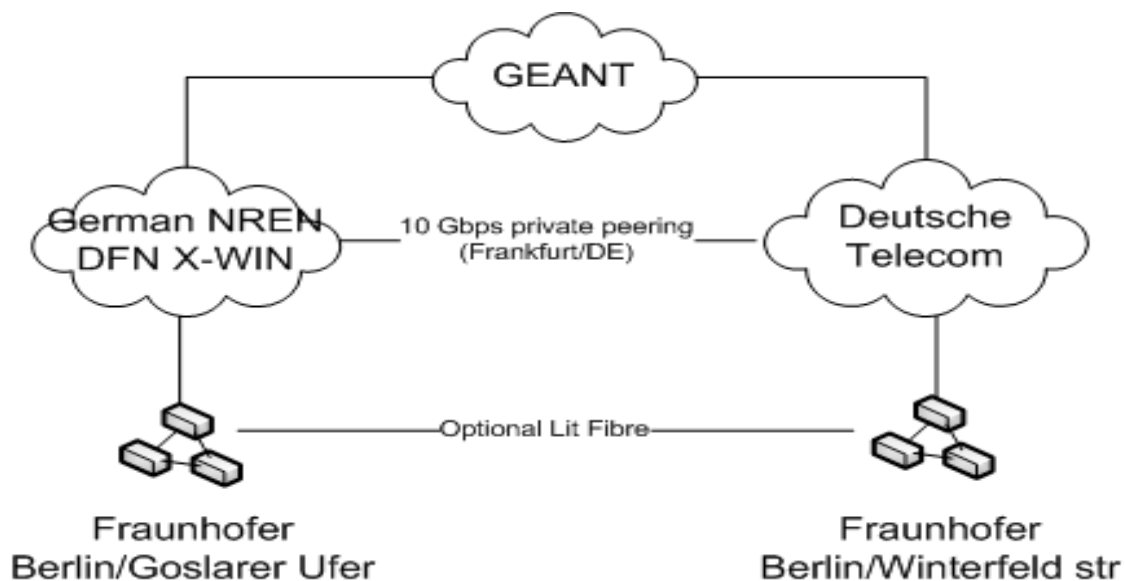 GEANT
German NREN
DFN X-WIN
10 Gbps private peering
(Frankfurt/DE)
Deutsche
Telecom
Optional Lit Fibre
Fraunhofer
Berlin/Goslarer Ufer
Fraunhofer
Berlin/Winterfeld str